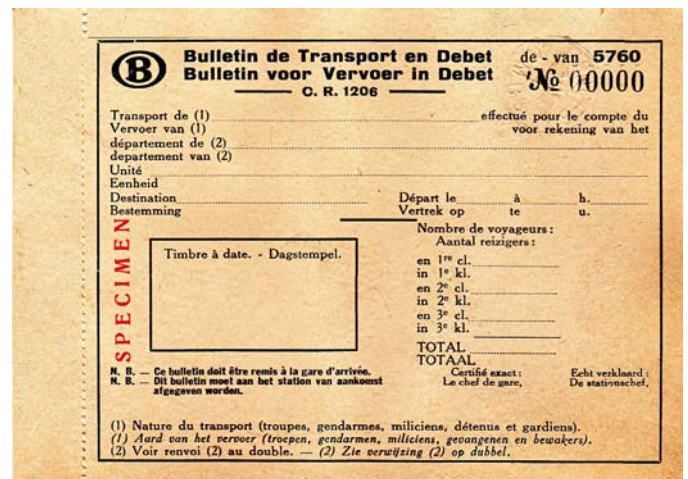 B
Bulletin de Transport en Debet
Bulletin voor Vervoer in Debet
C. R. 1206
de - van 5760
№ 00000
Transport de (1) effectué pour le compte du
Vervoer van (1) voor rekening van het
département de (2)
departement van (2)
Unité
Eenheid
Destination Départ le à h.
Bestemming Vertrek op te u.
SPECIMEN
Timbre à date. - Dagstempel.
Nombre de voyageurs :
Aantal reizigers :
en 1re cl.
in 1e kl.
en 2e cl.
in 2e kl.
en 3e cl.
in 3e kl.
TOTAL
TOTAAL
N. B. — Ce bulletin doit être remis à la gare d'arrivée.
N. B. — Dit bulletin moet aan het station van aankomst
afgegeven worden.
Certifié exact : Echt verklaard :
Le chef de gare, De stationschef,
(1) Nature du transport (troupes, gendarmes, miliciens, détenus et gardiens).
(1) Aard van het vervoer (troepen, gendarmen, miliciens, gevangenen en bewakers).
(2) Voir renvoi (2) au double. — (2) Zie verwijzing (2) op dubbel.